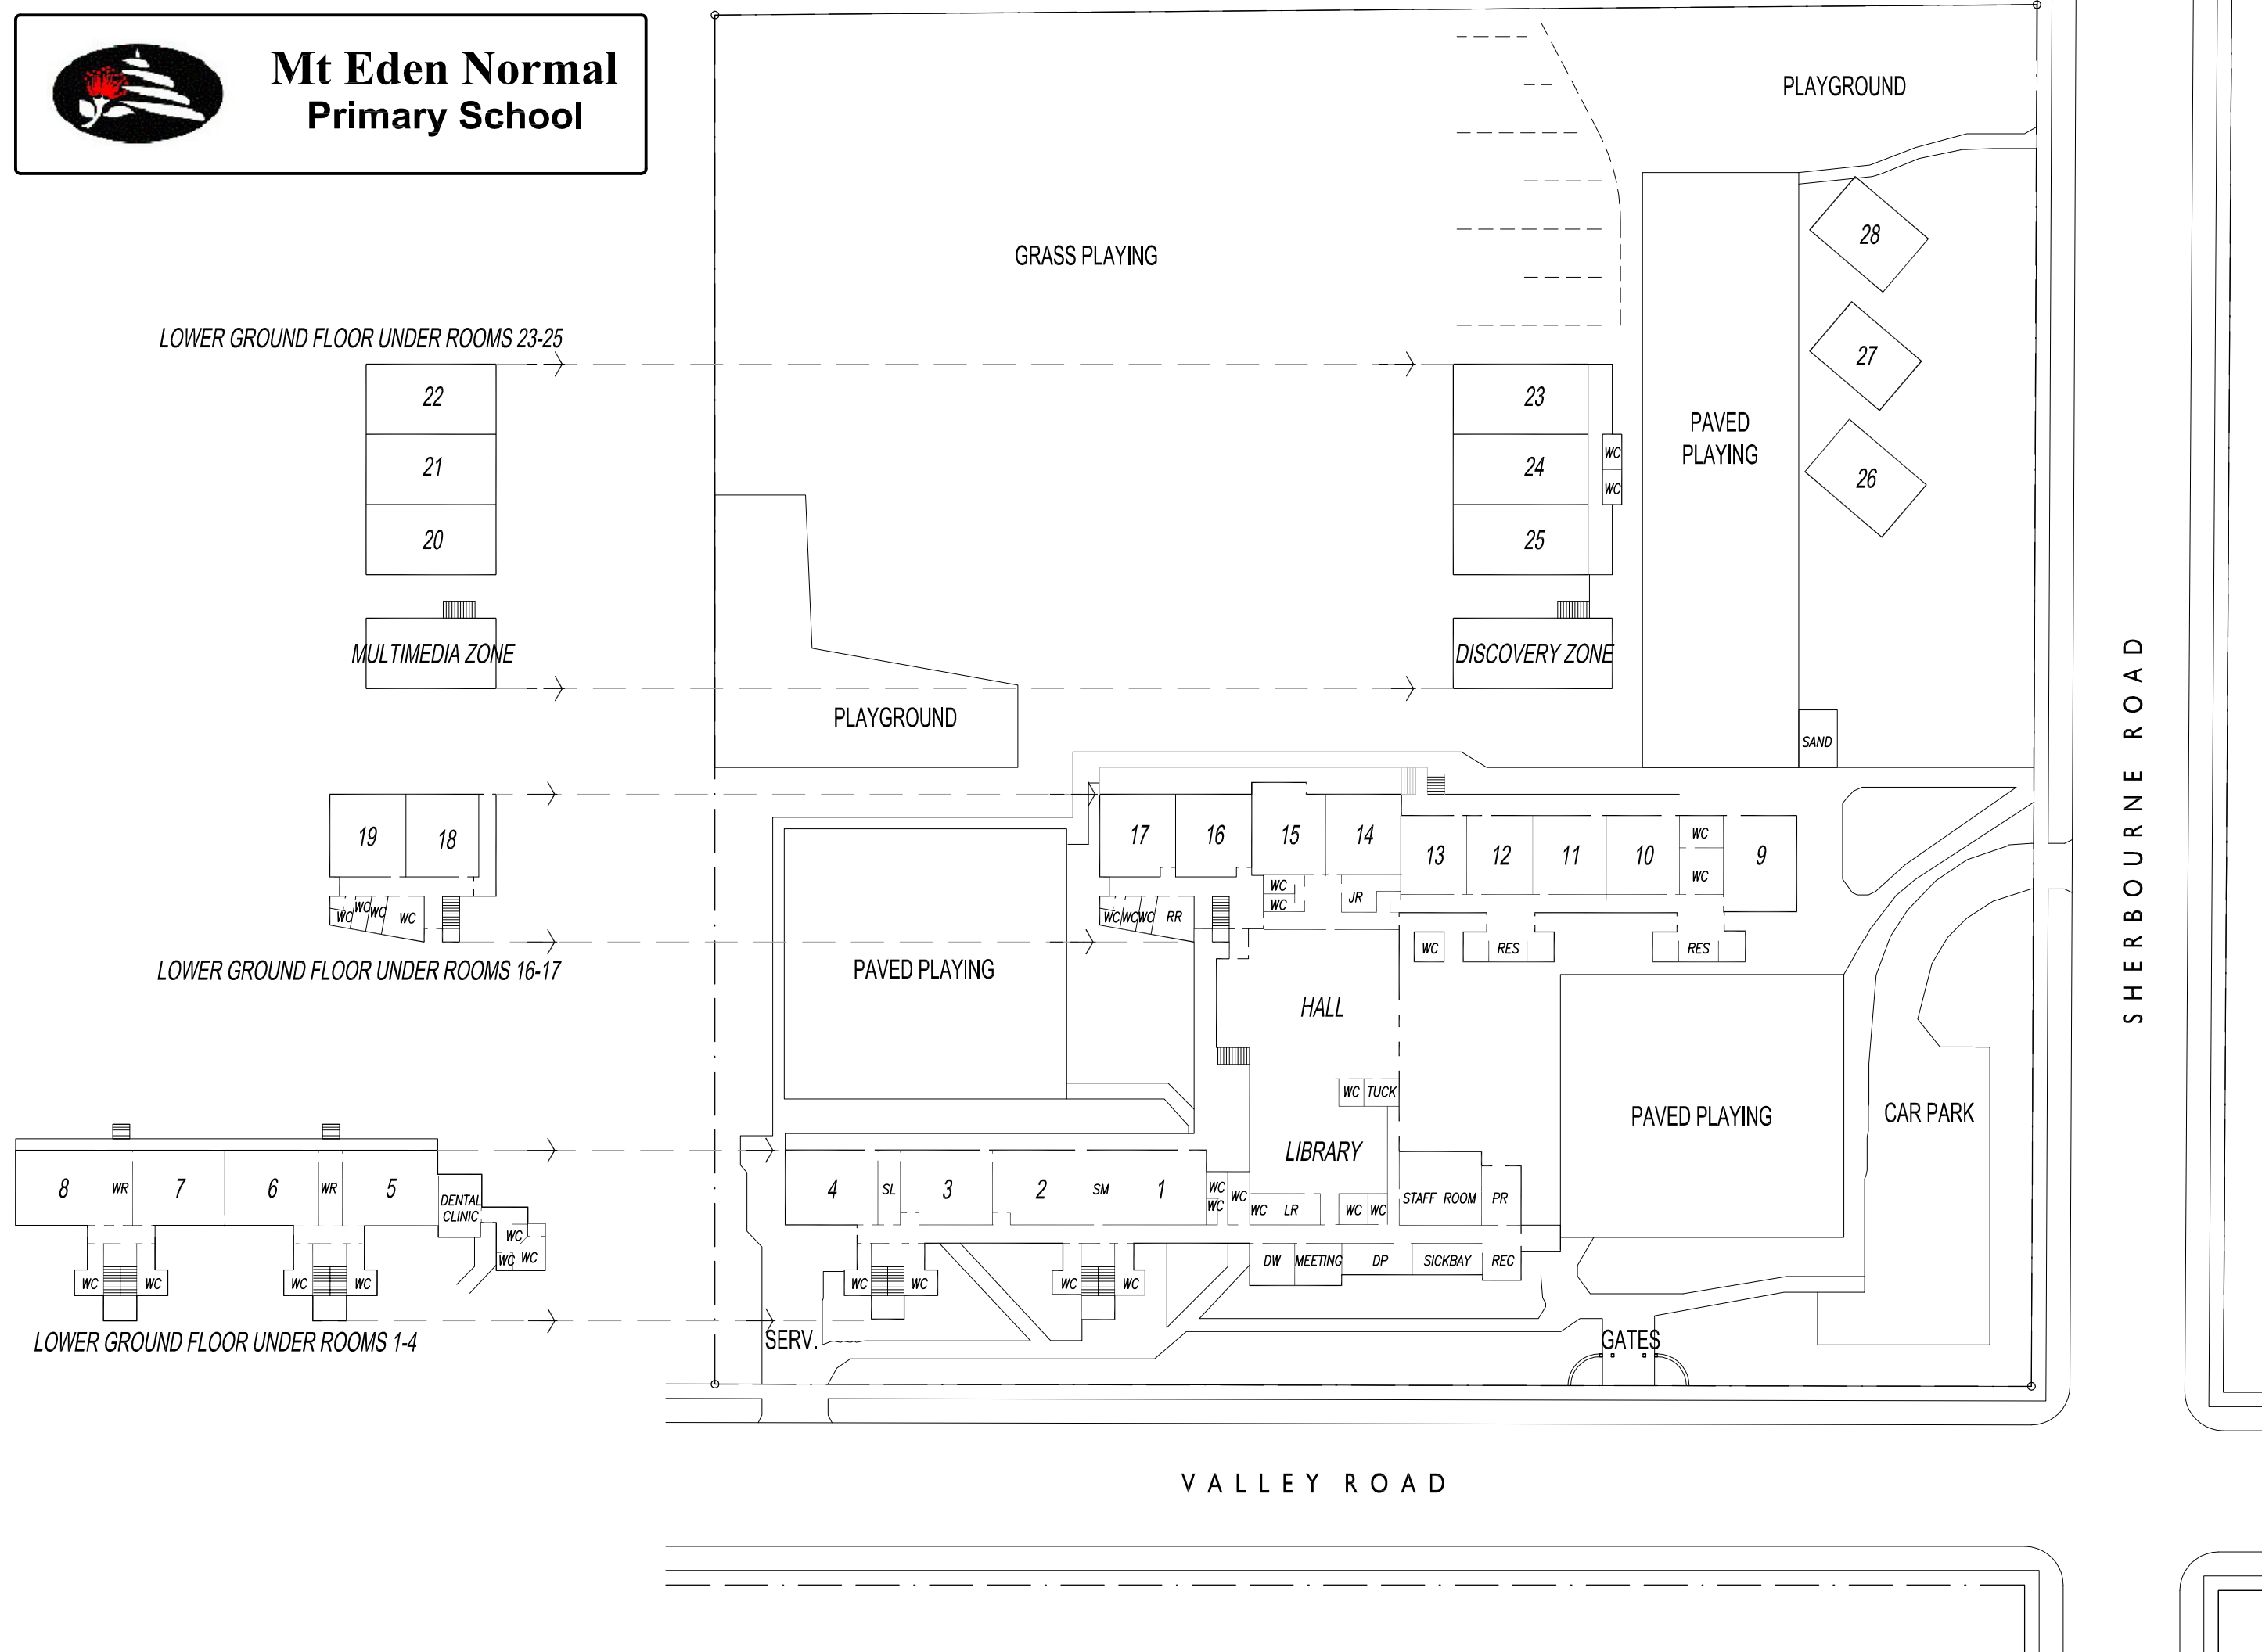 Mt Eden Normal
Primary School
PLAYGROUND
GRASS PLAYING
28
27
26
PAVED
PLAYING
LOWER GROUND FLOOR UNDER ROOMS 23-25
22
21
20
MULTIMEDIA ZONE
23
24
25
WC
WC
DISCOVERY ZONE
PLAYGROUND
SAND
SHERBOURNE ROAD
19
18
WC
WC
WC
WC
LOWER GROUND FLOOR UNDER ROOMS 16-17
17
16
15
14
13
12
11
10
WC
WC
9
WC
WC
JR
WC
WC
WC
RR
WC
RES
RES
PAVED PLAYING
HALL
WC
TUCK
LIBRARY
PAVED PLAYING
CAR PARK
8
WR
7
6
WR
5
DENTAL
CLINIC
WC
WC
WC
WC
WC
WC
WC
LOWER GROUND FLOOR UNDER ROOMS 1-4
4
SL
3
2
SM
1
WC
WC
WC
WC
LR
WC
WC
STAFF ROOM
PR
WC
WC
WC
WC
DW
MEETING
DP
SICKBAY
REC
SERV.
GATES
VALLEY ROAD